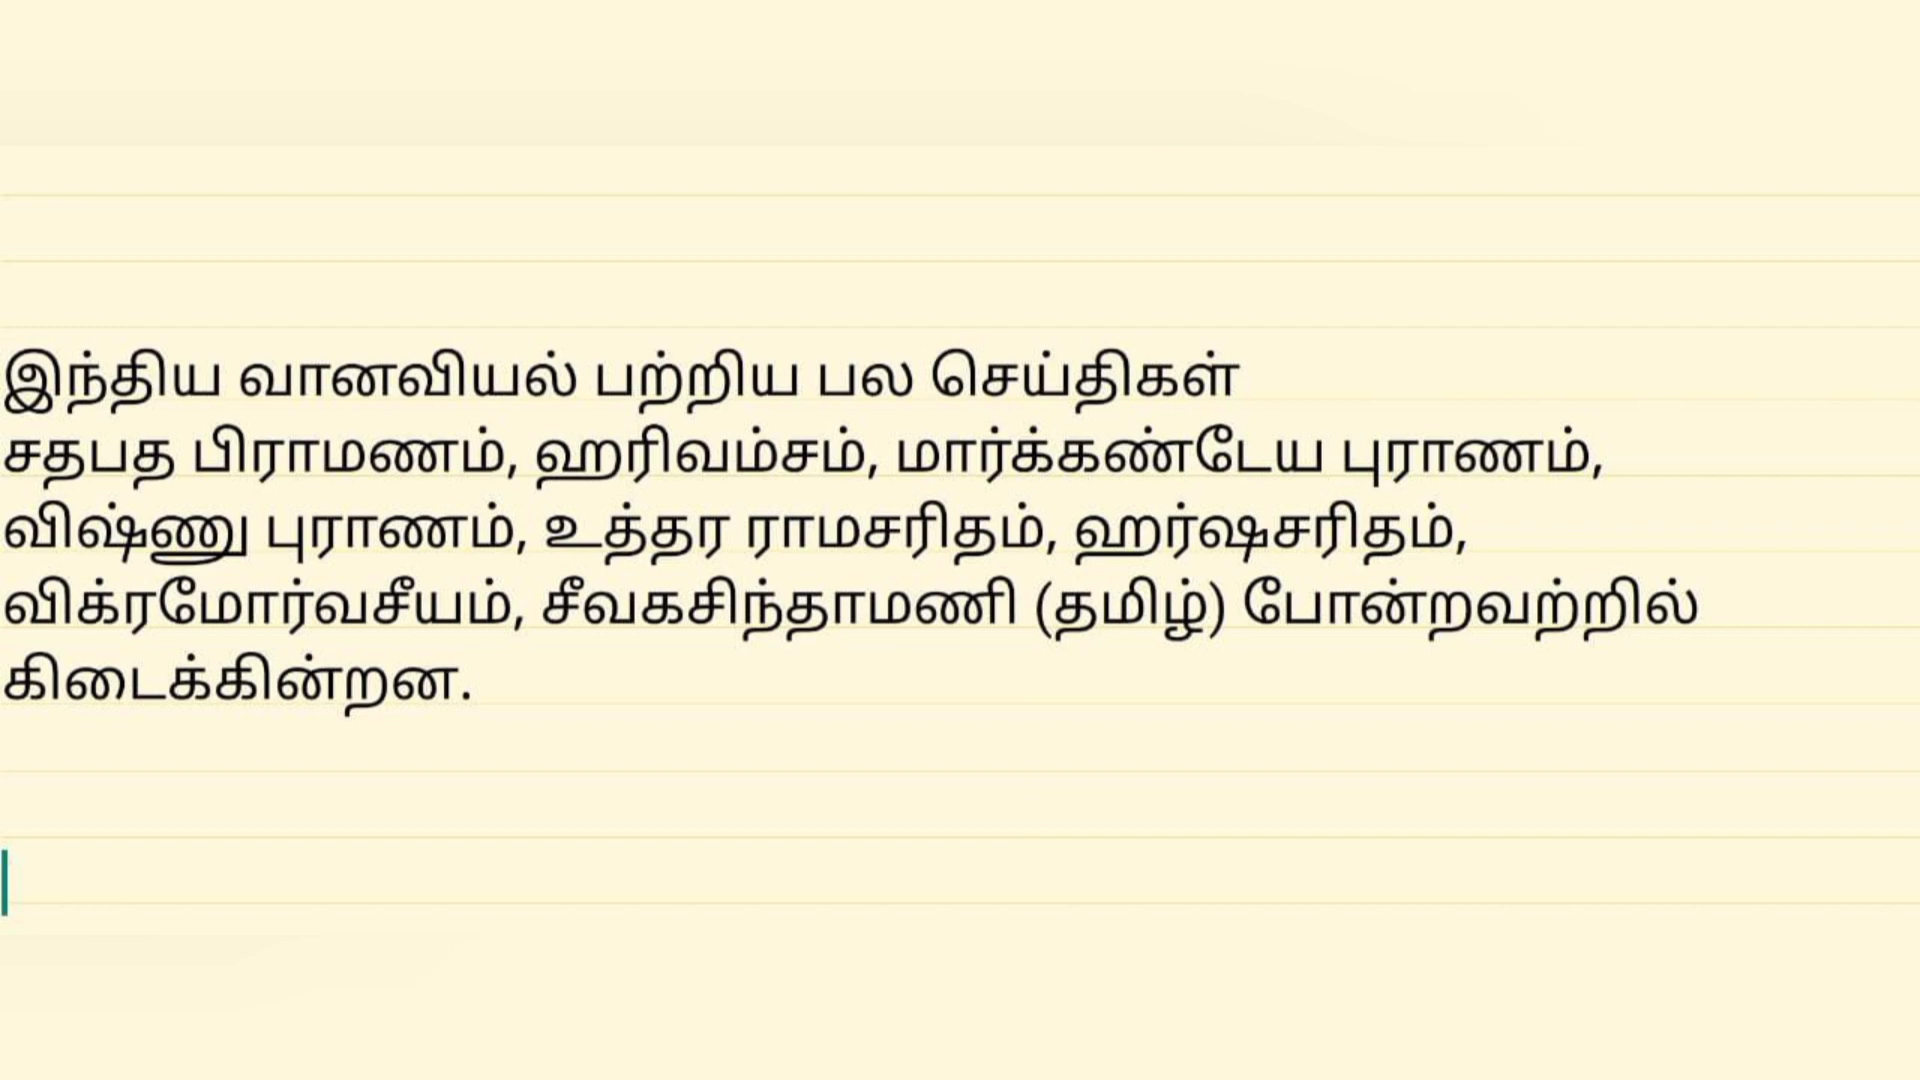 இந்திய வானவியல் பற்றிய பல செய்திகள்
சதபத பிராமணம், ஹரிவம்சம், மார்க்கண்டேய புராணம்,
விஷ்ணு புராணம், உத்தர ராமசரிதம், ஹர்ஷசரிதம்,
விக்ரமோர்வசீயம், சீவகசிந்தாமணி (தமிழ்) போன்றவற்றில்
கிடைக்கின்றன.